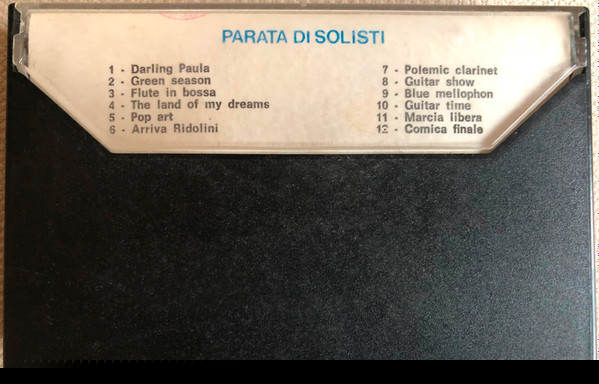 PARATA DI SOLISTI
1 - Darling Paula
2 - Green season
3 - Flute in bossa
4 - The land of my dreams
5 - Pop art
6 - Arriva Ridolini
7 - Polemic clarinet
8 - Guitar show
9 - Blue mellophon
10 - Guitar time
11 - Marcia libera
12 - Comica finale